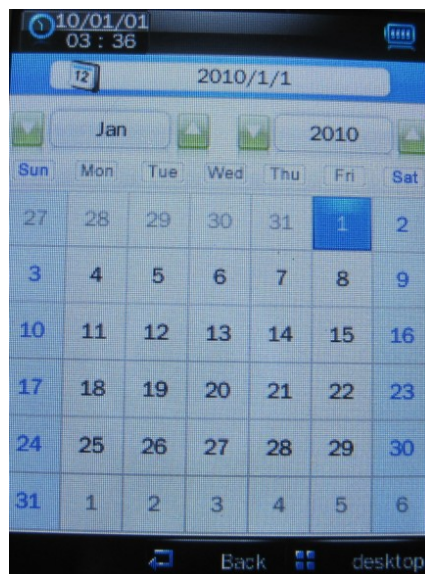 10/01/01
03 : 36
12 2010/1/1
Jan 2010
Sun Mon Tue Wed Thu Fri Sat
27 28 29 30 31 1 2
3 4 5 6 7 8 9
10 11 12 13 14 15 16
17 18 19 20 21 22 23
24 25 26 27 28 29 30
31 1 2 3 4 5 6
Back desktop